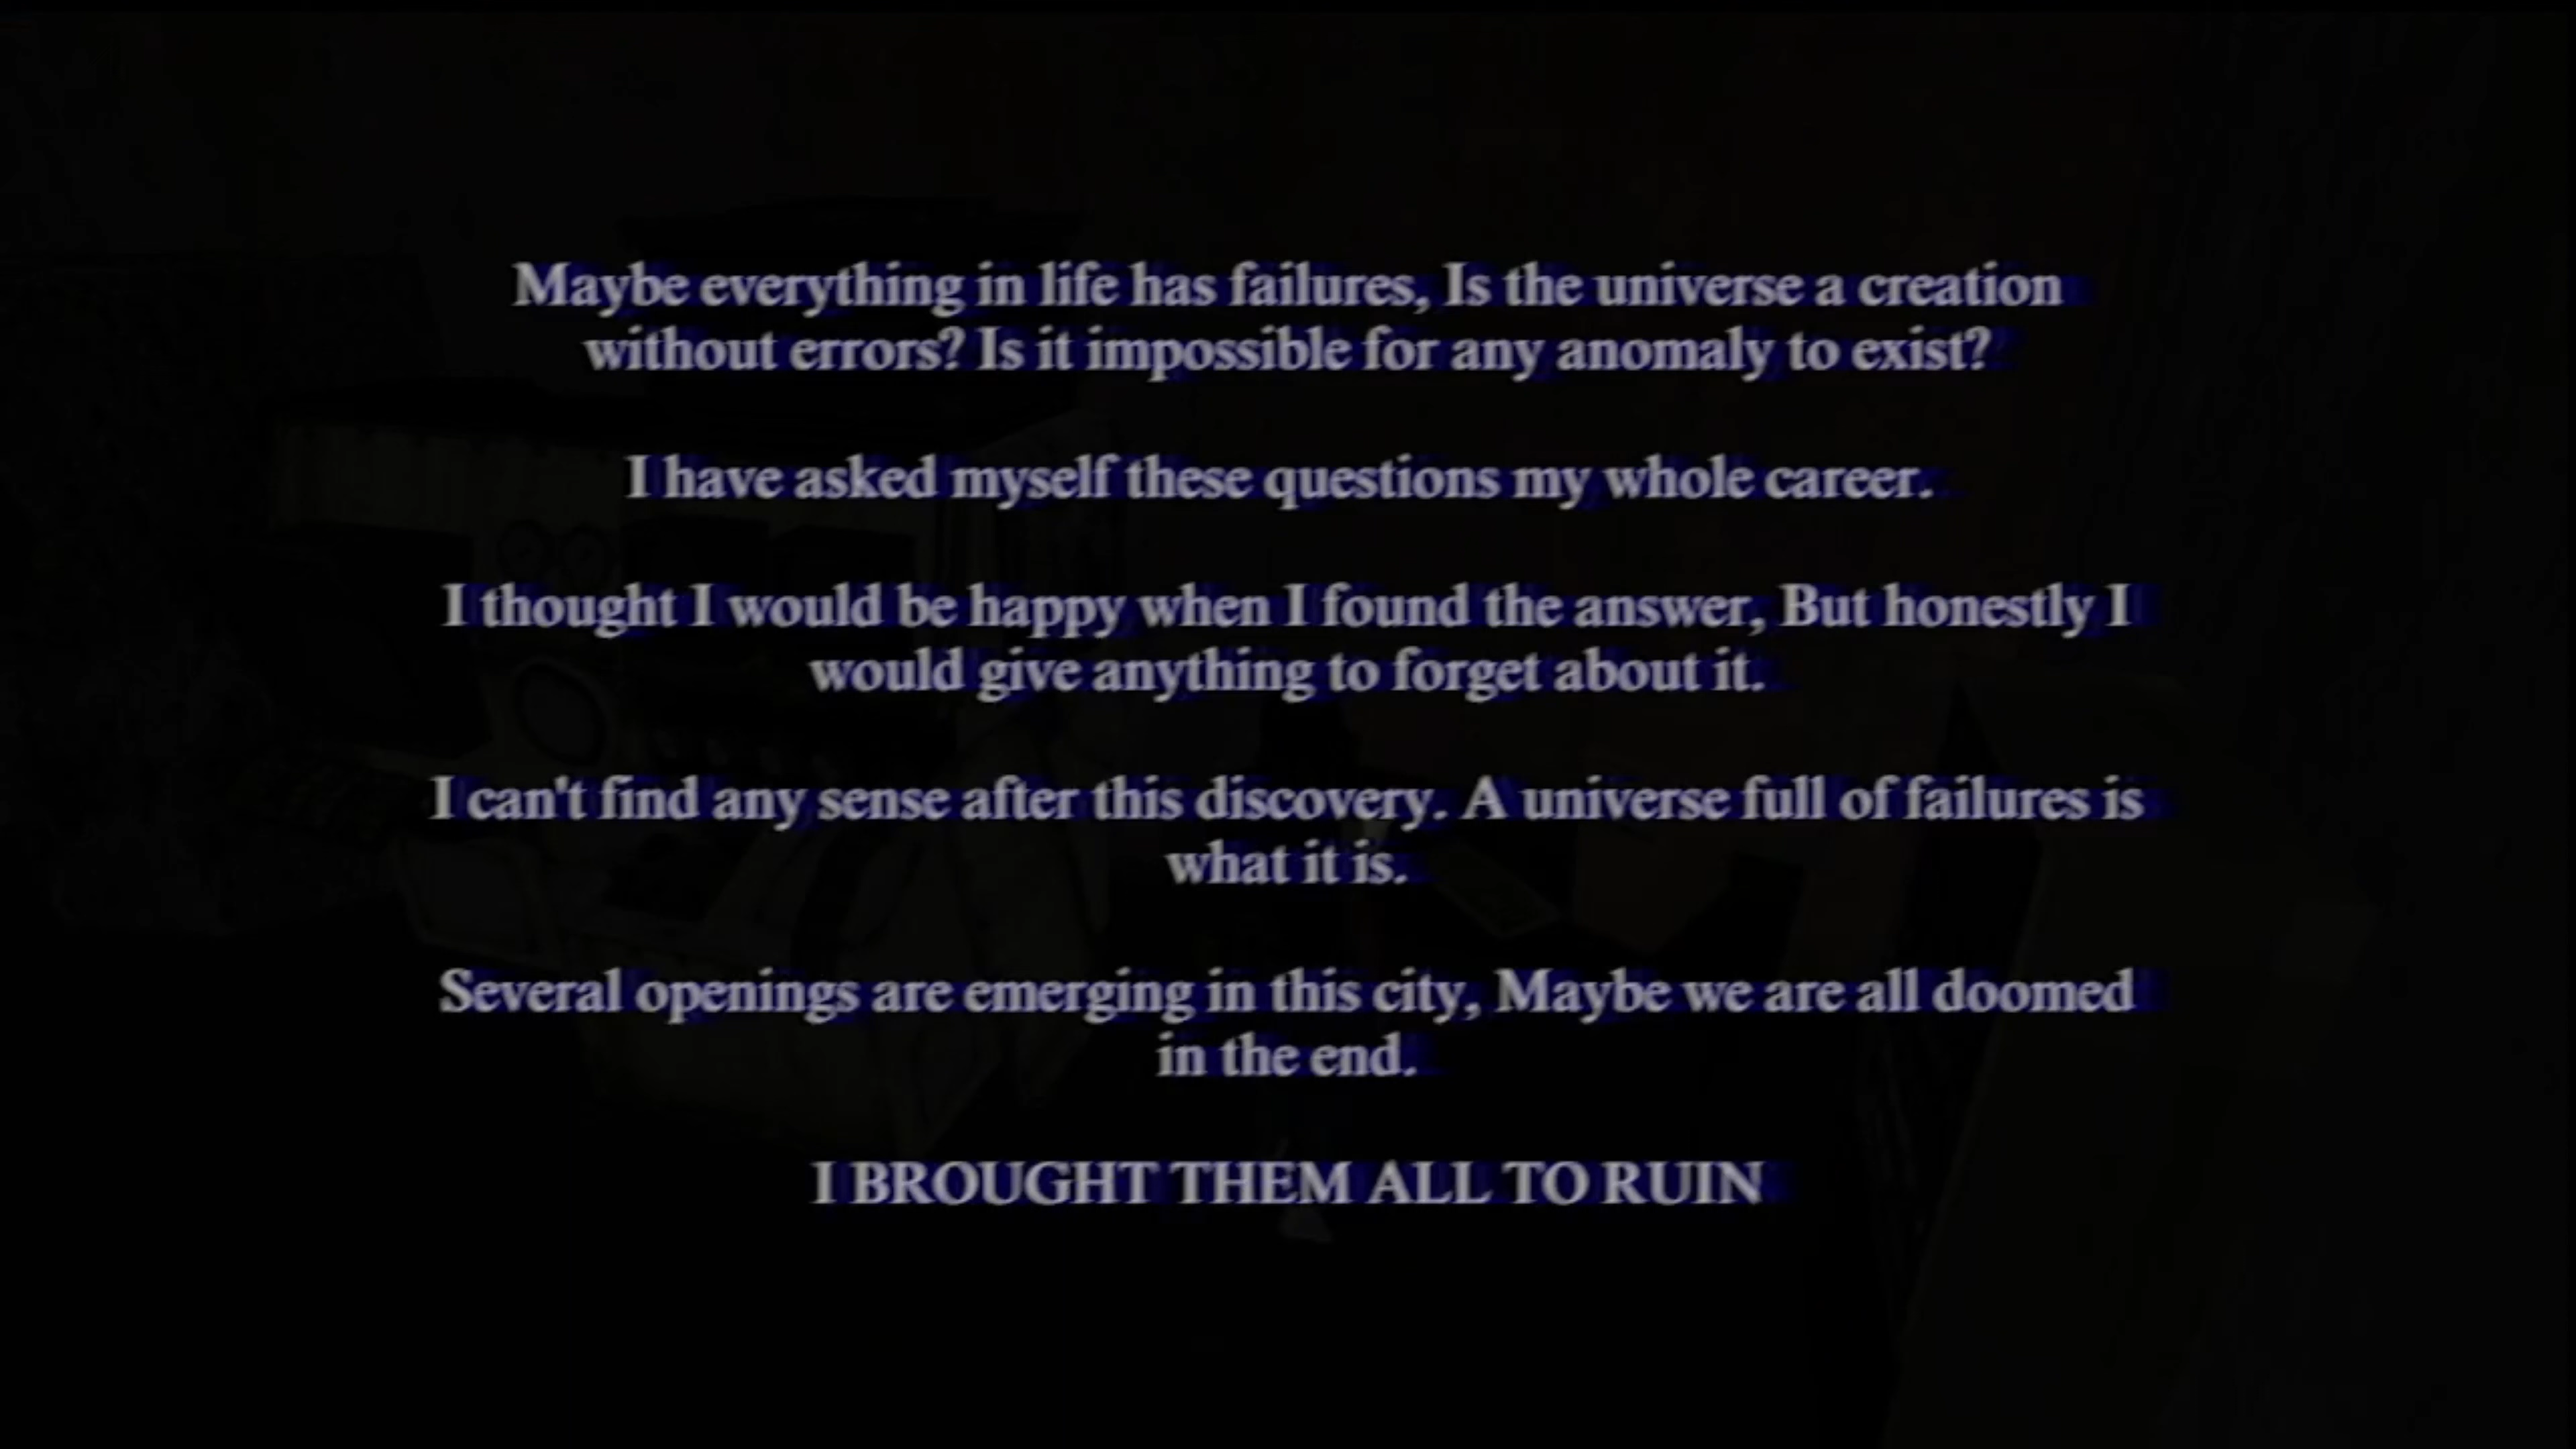 Maybe everything in life has failures, Is the universe a creation
without errors? Is it impossible for any anomaly to exist?
I have asked myself these questions my whole career.
I thought I would be happy when I found the answer, But honestly I
would give anything to forget about it.
I can't find any sense after this discovery. A universe full of failures is
what it is.
Several openings are emerging in this city, Maybe we are all doomed
in the end.
I BROUGHT THEM ALL TO RUIN